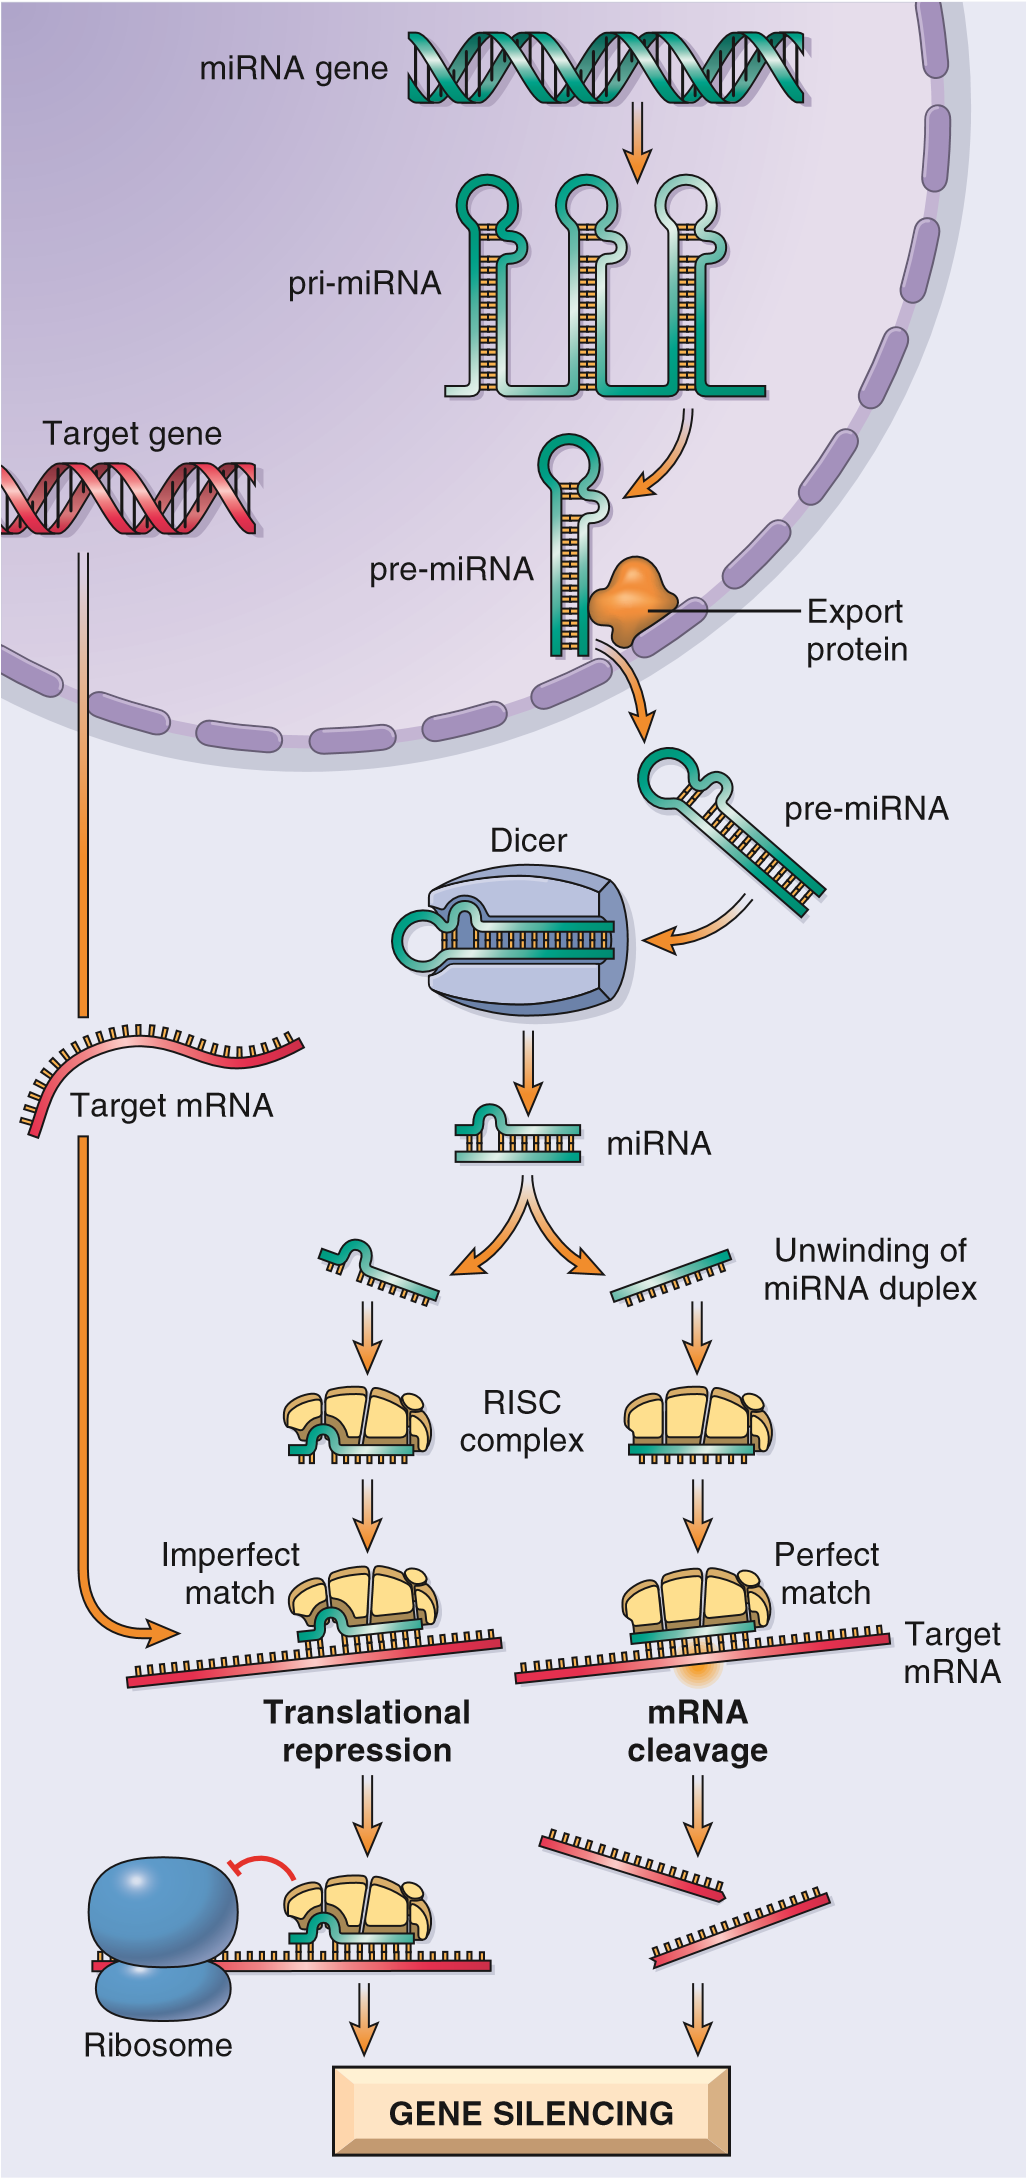 miRNA gene
pri-miRNA
Target gene
pre-miRNA
Export
protein
pre-miRNA
Dicer
Target mRNA
miRNA
Unwinding of
miRNA duplex
RISC
complex
Imperfect
match
Perfect
match
Target
mRNA
Translational
repression
mRNA
cleavage
Ribosome
GENE SILENCING